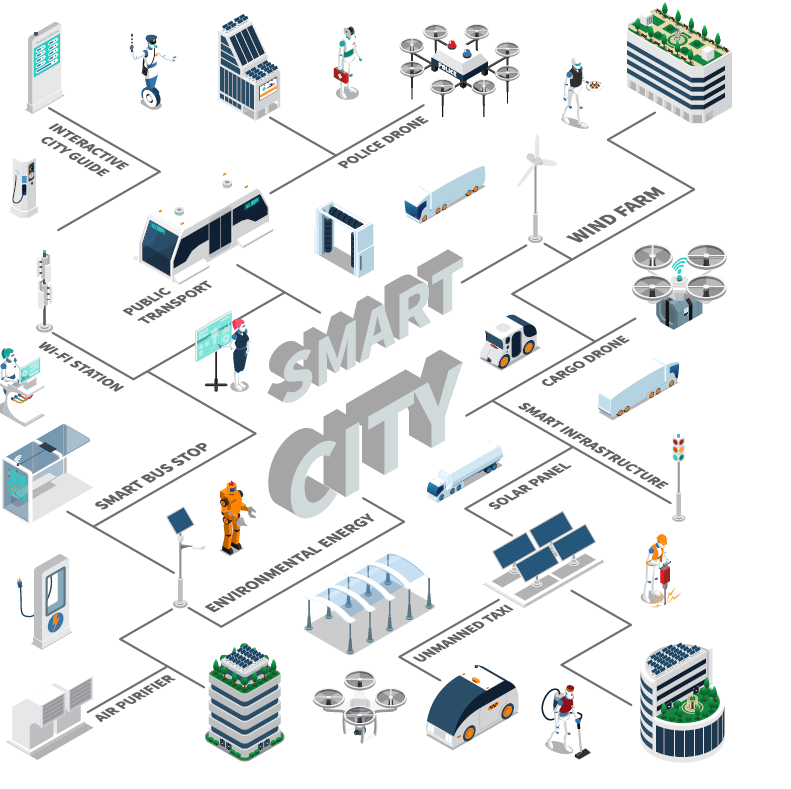 INTERACTIVE
CITY GUIDE
POLICE DRONE
POLICE
WIND FARM
PUBLIC
TRANSPORT
WI-FI STATION
SMART
CITY
CARGO DRONE
SMART INFRASTRUCTURE
SMART BUS STOP
SOLAR PANEL
ENVIRONMENTAL ENERGY
UNMANNED TAXI
AIR PURIFIER